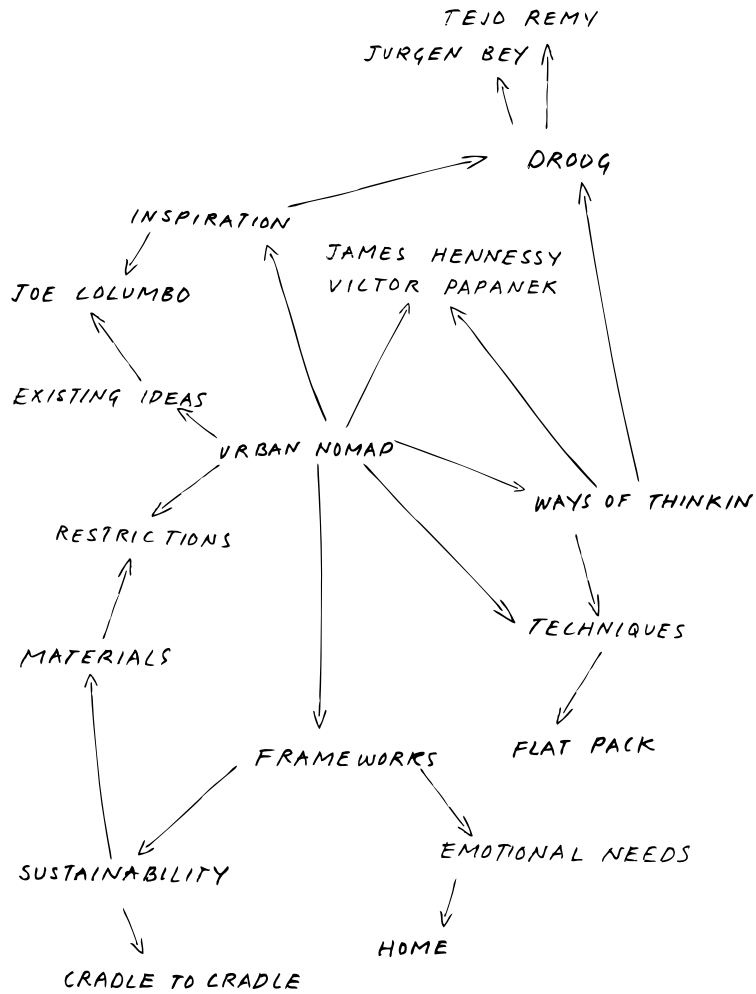 TEJO REMY
JURGEN BEY
DROOG
INSPIRATION
JAMES HENNESSY
VICTOR PAPANEK
JOE COLUMBO
EXISTING IDEAS
URBAN NOMAD
WAYS OF THINKIN
RESTRICTIONS
TECHNIQUES
MATERIALS
FLAT PACK
FRAMEWORKS
EMOTIONAL NEEDS
SUSTAINABILITY
HOME
CRADLE TO CRADLE